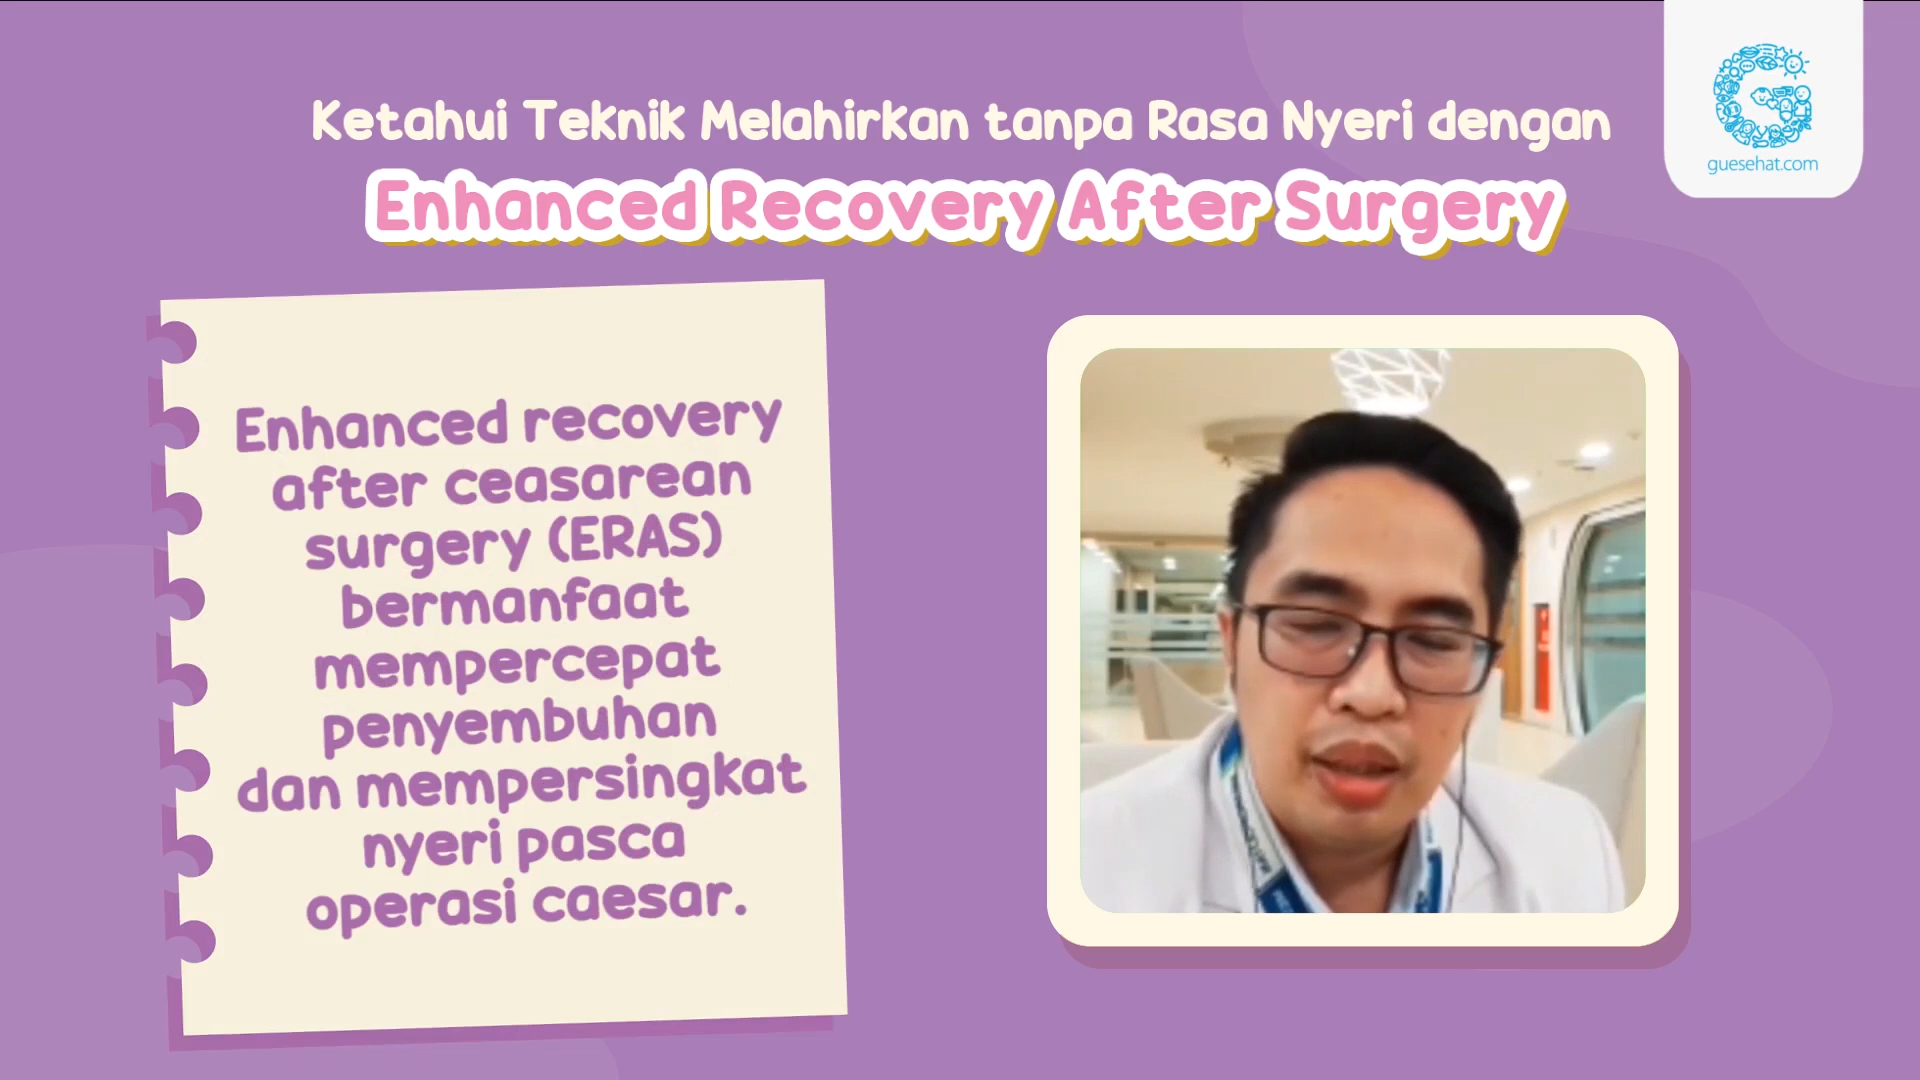 Ketahui Teknik Melahirkan tanpa Rasa Nyeri dengan
Enhanced Recovery After Surgery
guesehat.com
Enhanced recovery
after ceasarean
surgery (ERAS)
bermanfaat
mempercepat
penyembuhan
dan mempersingkat
nyeri pasca
operasi caesar.